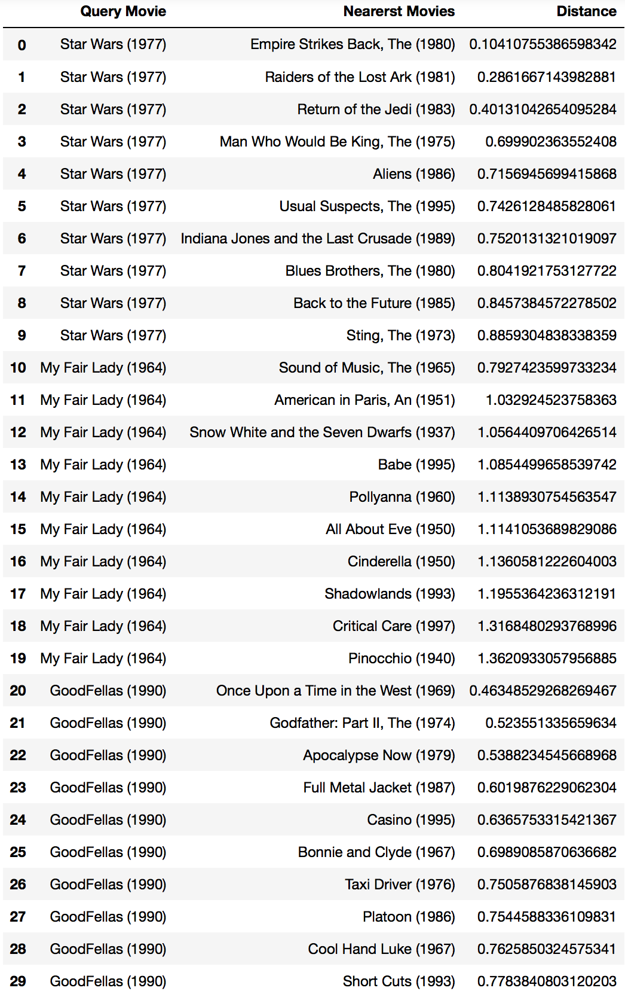 Query Movie Nearerst Movies Distance
0 Star Wars (1977) Empire Strikes Back, The (1980) 0.10410755386598342
1 Star Wars (1977) Raiders of the Lost Ark (1981) 0.2861667143982881
2 Star Wars (1977) Return of the Jedi (1983) 0.40131042654095284
3 Star Wars (1977) Man Who Would Be King, The (1975) 0.699902363552408
4 Star Wars (1977) Aliens (1986) 0.7156945699415868
5 Star Wars (1977) Usual Suspects, The (1995) 0.7426128485828061
6 Star Wars (1977) Indiana Jones and the Last Crusade (1989) 0.7520131321019097
7 Star Wars (1977) Blues Brothers, The (1980) 0.8041921753127722
8 Star Wars (1977) Back to the Future (1985) 0.8457384572278502
9 Star Wars (1977) Sting, The (1973) 0.8859304838338359
10 My Fair Lady (1964) Sound of Music, The (1965) 0.7927423599733234
11 My Fair Lady (1964) American in Paris, An (1951) 1.032924523758363
12 My Fair Lady (1964) Snow White and the Seven Dwarfs (1937) 1.0564409706426514
13 My Fair Lady (1964) Babe (1995) 1.0854499658539742
14 My Fair Lady (1964) Pollyanna (1960) 1.1138930754563547
15 My Fair Lady (1964) All About Eve (1950) 1.1141053689829086
16 My Fair Lady (1964) Cinderella (1950) 1.1360581222604003
17 My Fair Lady (1964) Shadowlands (1993) 1.1955364236312191
18 My Fair Lady (1964) Critical Care (1997) 1.3168480293768996
19 My Fair Lady (1964) Pinocchio (1940) 1.3620933057956885
20 GoodFellas (1990) Once Upon a Time in the West (1969) 0.46348529268269467
21 GoodFellas (1990) Godfather: Part II, The (1974) 0.523551335659634
22 GoodFellas (1990) Apocalypse Now (1979) 0.5388234545668968
23 GoodFellas (1990) Full Metal Jacket (1987) 0.6019876229062304
24 GoodFellas (1990) Casino (1995) 0.6365753315421367
25 GoodFellas (1990) Bonnie and Clyde (1967) 0.6989085870636682
26 GoodFellas (1990) Taxi Driver (1976) 0.7505876838145903
27 GoodFellas (1990) Platoon (1986) 0.7544588336109831
28 GoodFellas (1990) Cool Hand Luke (1967) 0.7625850324575341
29 GoodFellas (1990) Short Cuts (1993) 0.7783840803120203